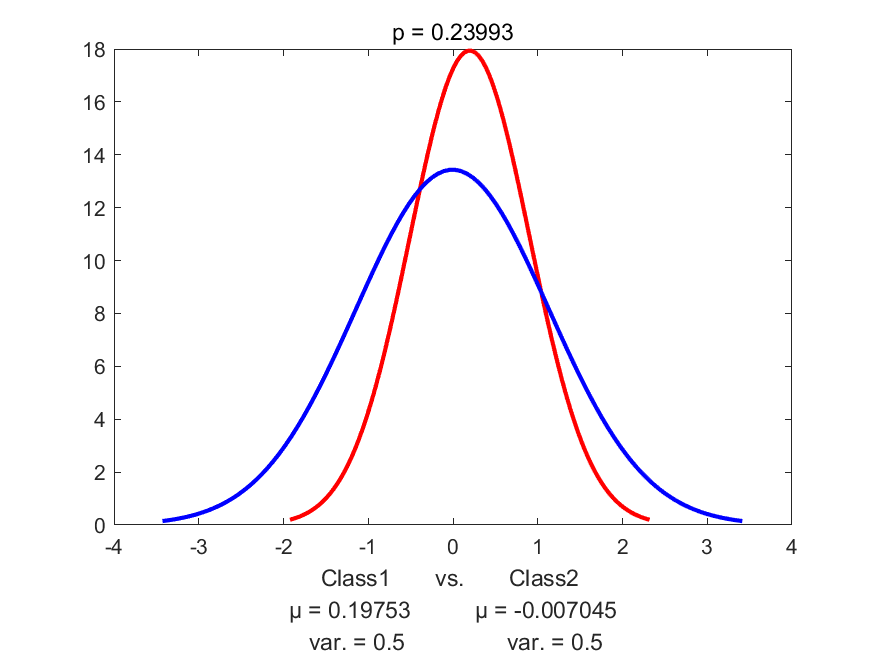 p = 0.23993
18
16
14
12
10
8
6
4
2
0
-4 -3 -2 -1 0 1 2 3 4
Class1 vs. Class2
μ = 0.19753 μ = -0.007045
var. = 0.5 var. = 0.5